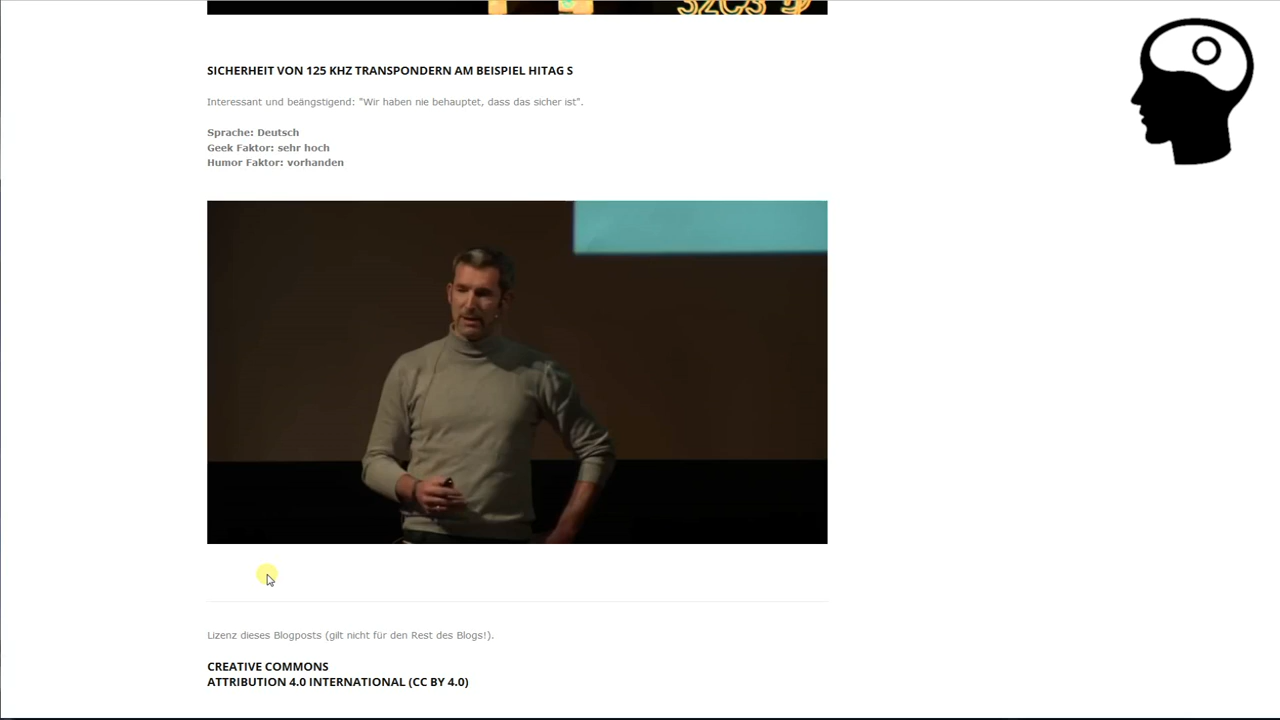 32C3
SICHERHEIT VON 125 KHZ TRANSPONDERN AM BEISPIEL HITAG S
Interessant und beängstigend: "Wir haben nie behauptet, dass das sicher ist".
Sprache: Deutsch
Geek Faktor: sehr hoch
Humor Faktor: vorhanden
Lizenz dieses Blogposts (gilt nicht für den Rest des Blogs!).
CREATIVE COMMONS
ATTRIBUTION 4.0 INTERNATIONAL (CC BY 4.0)